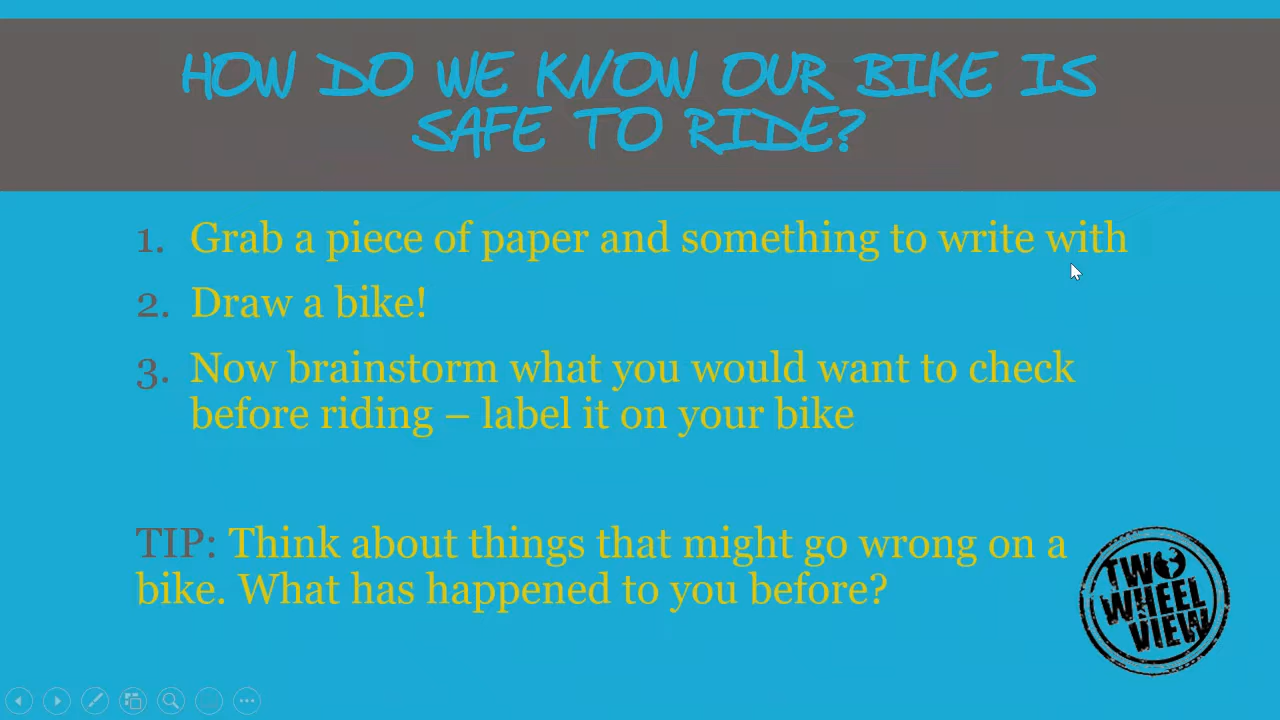 HOW DO WE KNOW OUR BIKE IS
SAFE TO RIDE?
1. Grab a piece of paper and something to write with
2. Draw a bike!
3. Now brainstorm what you would want to check
before riding – label it on your bike
TIP: Think about things that might go wrong on a
bike. What has happened to you before?
TWO
WHEEL
VIEW